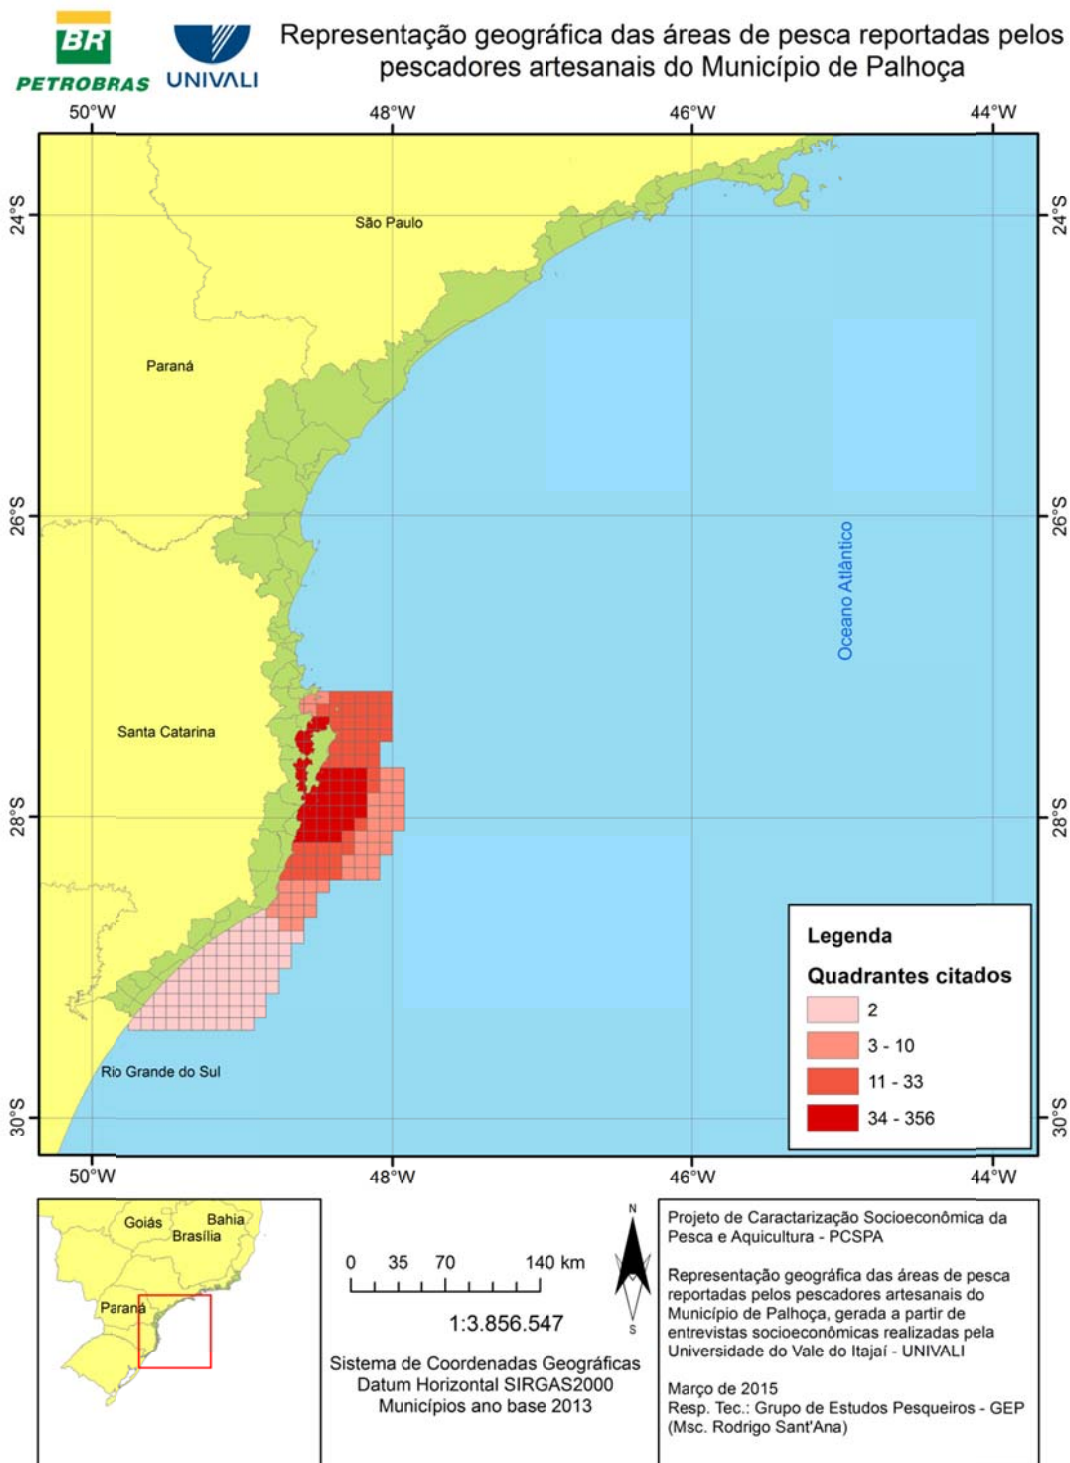 BR
PETROBRAS
UNIVALI
Representação geográfica das áreas de pesca reportadas pelos
pescadores artesanais do Município de Palhoça
50°W 48°W 46°W 44°W
24°S 24°S
São Paulo
Paraná
26°S 26°S
Oceano Atlântico
Santa Catarina
28°S 28°S
Legenda
Quadrantes citados
2
3 - 10
11 - 33
34 - 356
Rio Grande do Sul
30°S 30°S
50°W 48°W 46°W 44°W
Goiás
Bahia
Brasília
Paraná
0 35 70 140 km
1:3.856.547
Sistema de Coordenadas Geográficas
Datum Horizontal SIRGAS2000
Municípios ano base 2013
N
S
Projeto de Caractarização Socioeconômica da
Pesca e Aquicultura - PCSPA
Representação geográfica das áreas de pesca
reportadas pelos pescadores artesanais do
Município de Palhoça, gerada a partir de
entrevistas socioeconômicas realizadas pela
Universidade do Vale do Itajaí - UNIVALI
Março de 2015
Resp. Tec.: Grupo de Estudos Pesqueiros - GEP
(Msc. Rodrigo Sant'Ana)